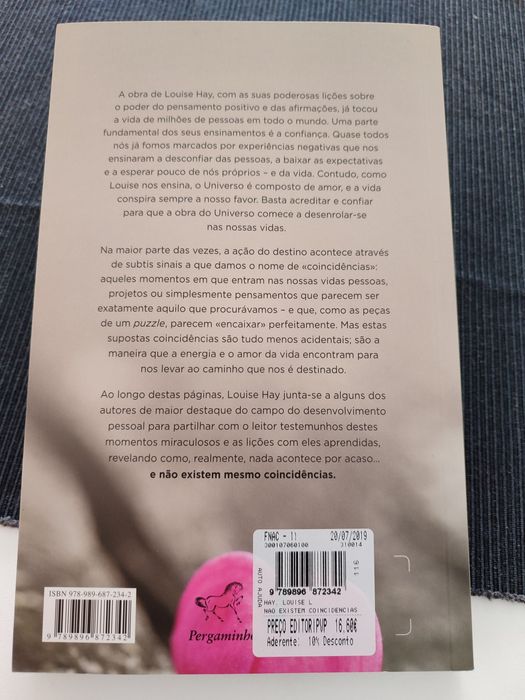 A obra de Louise Hay, com as suas poderosas lições sobre
o poder do pensamento positivo e das afirmações, já tocou
a vida de milhões de pessoas em todo o mundo. Uma parte
fundamental dos seus ensinamentos é a confiança. Quase todos
nós já fomos marcados por experiências negativas que nos
ensinaram a desconfiar das pessoas, a baixar as expectativas
e a esperar pouco de nós próprios – e da vida. Contudo, como
Louise nos ensina, o Universo é composto de amor, e a vida
conspira sempre a nosso favor. Basta acreditar e confiar
para que a obra do Universo comece a desenrolar-se
nas nossas vidas.
Na maior parte das vezes, a ação do destino acontece através
de subtis sinais a que damos o nome de «coincidências»:
aqueles momentos em que entram nas nossas vidas pessoas,
projetos ou simplesmente pensamentos que parecem ser
exatamente aquilo que procurávamos – e que, como as peças
de um puzzle, parecem «encaixar» perfeitamente. Mas estas
supostas coincidências são tudo menos acidentais; são a
maneira que a energia e o amor da vida encontram para
nos levar ao caminho que nos é destinado.
Ao longo destas páginas, Louise Hay junta-se a alguns dos
autores de maior destaque do campo do desenvolvimento
pessoal para partilhar com o leitor testemunhos destes
momentos miraculosos e as lições com eles aprendidas,
revelando como, realmente, nada acontece por acaso...
e não existem mesmo coincidências.
FNAC - 11 20/07/2019
300107060100 310014
AUTO AJUDA
116
9 789896 872342
HAY, LOUISE L
NAO EXISTEM COINCIDENCIAS
PREÇO EDITOR|PVP 16.60€
Aderente: 10% Desconto
ISBN 978-989-687-234-2
9 789896 872342
Pergaminho